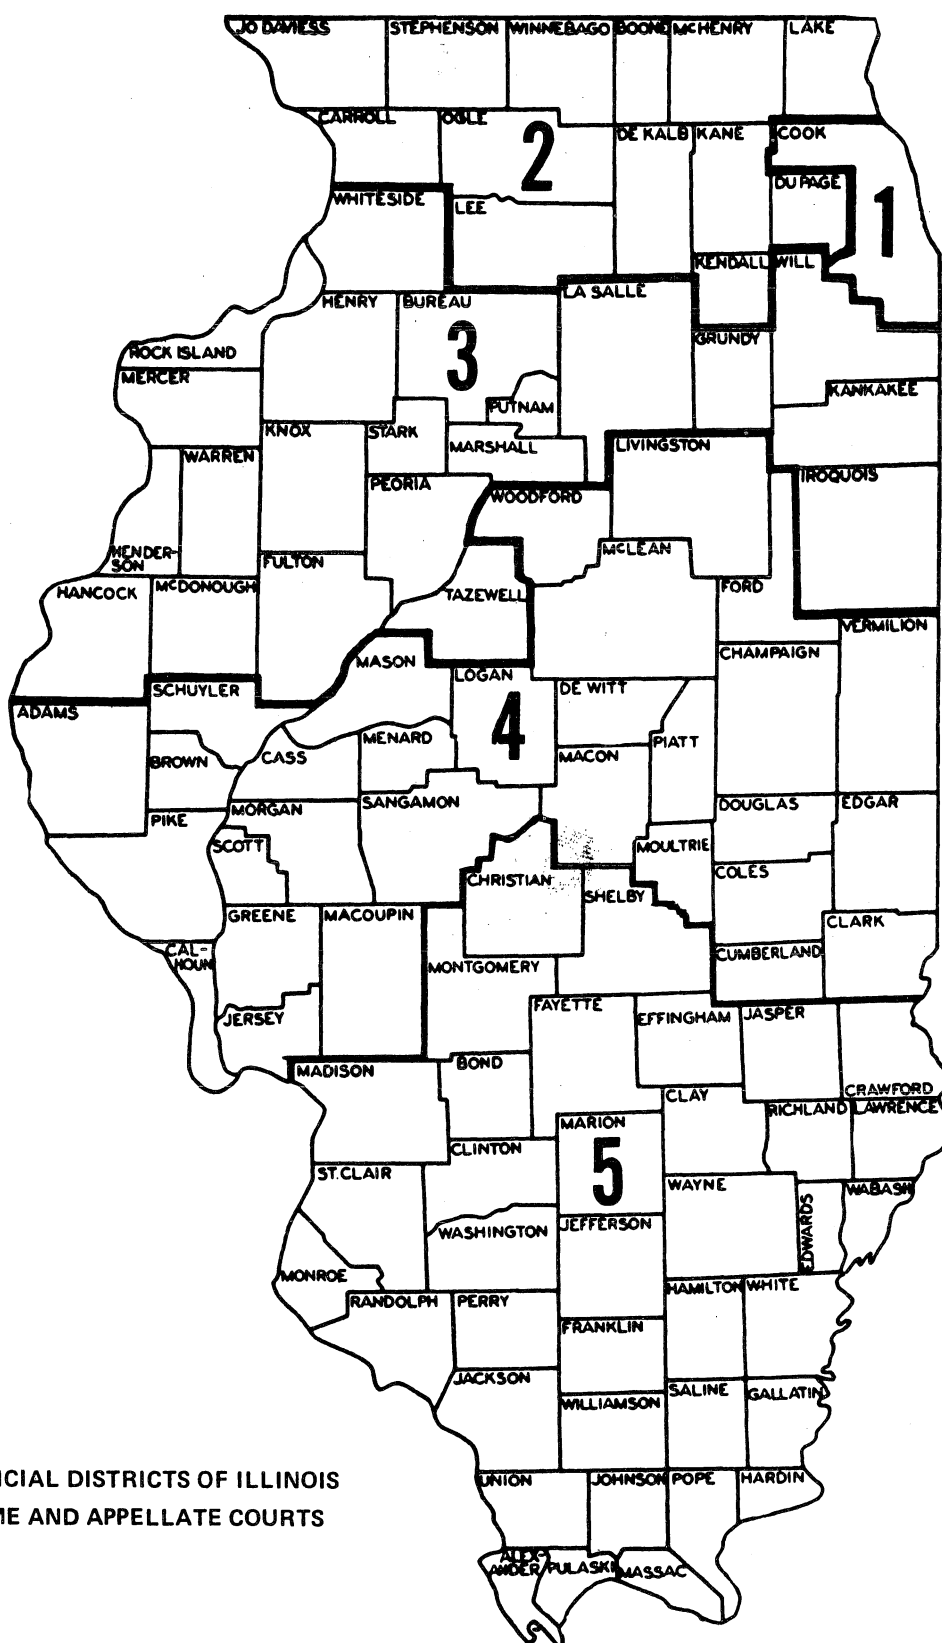 JO DAVIESS
STEPHENSON
WINNEBAGO
BOONE
McHENRY
LAKE
CARROLL
OGLE
2
DE KALB
KANE
COOK
DU PAGE
1
WHITESIDE
LEE
KENDALL
WILL
HENRY
BUREAU
LA SALLE
3
GRUNDY
ROCK ISLAND
MERCER
KANKAKEE
PUTNAM
KNOX
STARK
MARSHALL
LIVINGSTON
WARREN
PEORIA
WOODFORD
IROQUOIS
HENDER-
SON
FULTON
McLEAN
HANCOCK
McDONOUGH
TAZEWELL
FORD
VERMILION
MASON
CHAMPAIGN
SCHUYLER
LOGAN
DE WITT
ADAMS
4
MENARD
PIATT
BROWN
CASS
MACON
PIKE
MORGAN
SANGAMON
DOUGLAS
EDGAR
SCOTT
MOULTRIE
CHRISTIAN
SHELBY
COLES
GREENE
MACOUPIN
CLARK
CAL-
HOUN
MONTGOMERY
CUMBERLAND
JERSEY
FAYETTE
EFFINGHAM
JASPER
MADISON
BOND
CLAY
CRAWFORD
RICHLAND
LAWRENCE
MARION
CLINTON
5
ST. CLAIR
WAYNE
EDWARDS
WABASH
WASHINGTON
JEFFERSON
MONROE
HAMILTON
WHITE
RANDOLPH
PERRY
FRANKLIN
JACKSON
WILLIAMSON
SALINE
GALLATIN
ICIAL DISTRICTS OF ILLINOIS
ME AND APPELLATE COURTS
UNION
JOHNSON
POPE
HARDIN
ALEX-
ANDER
PULASKI
MASSAC